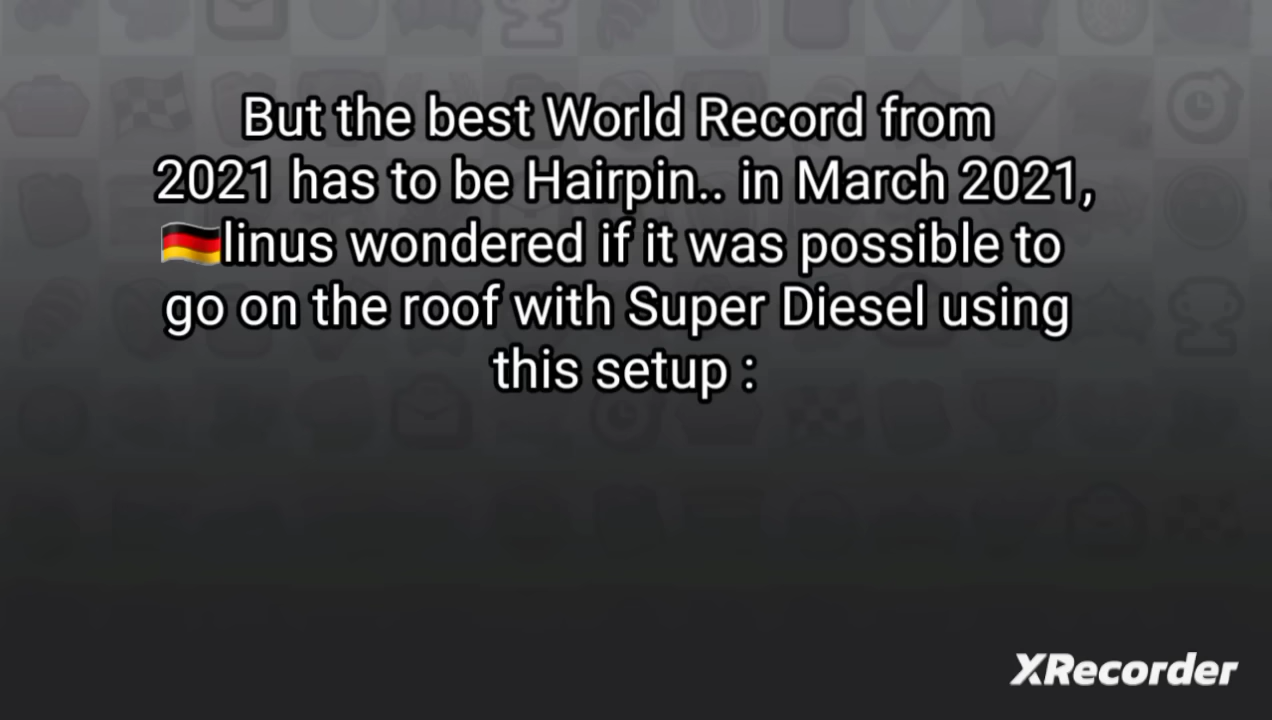 But the best World Record from
2021 has to be Hairpin.. in March 2021,
🇩🇪linus wondered if it was possible to
go on the roof with Super Diesel using
this setup :
XRecorder